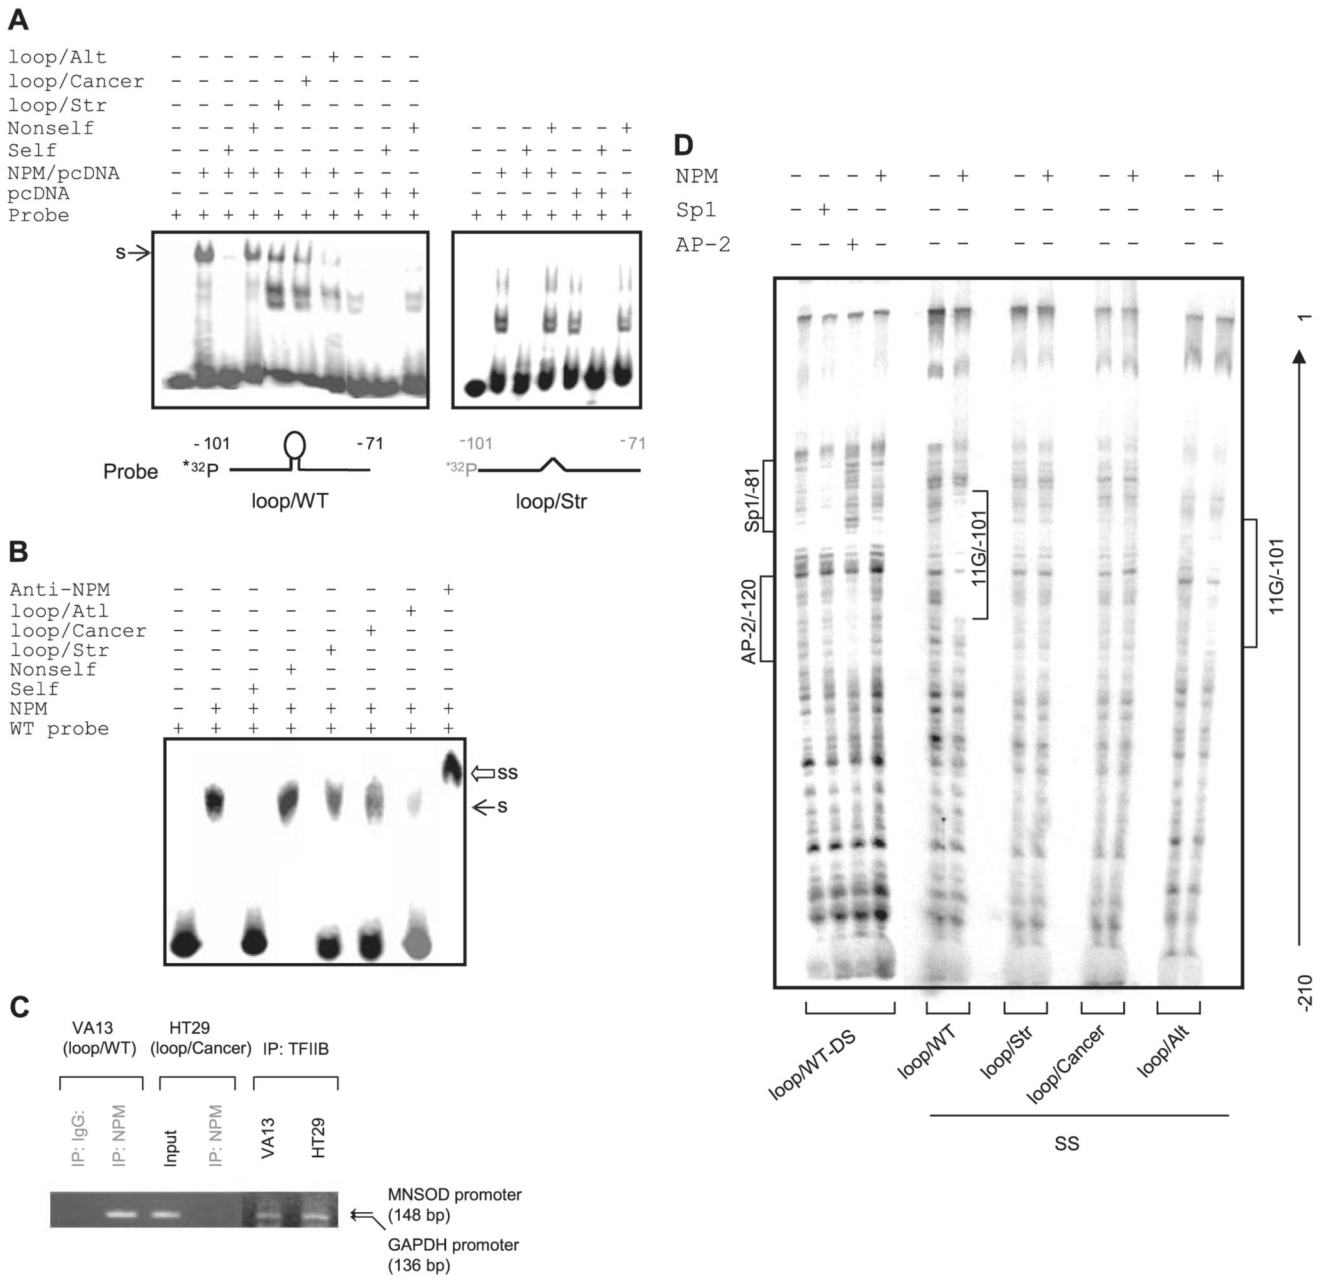 A
loop/Alt - - - - - - + - - -
loop/Cancer - - - - - + - - - -
loop/Str - - - - + - - - - -
Nonself - - - + - - - - - + - - - + - - +
Self - - + - - - - - + - - - + - - + -
NPM/pcDNA - + + + + + + - - - - + + + - - -
pcDNA - - - - - - - + + + - - - - + + +
Probe + + + + + + + + + + + + + + + + +
s
-101 -71
Probe *32P
loop/WT
-101 -71
*32P
loop/Str
B
Anti-NPM - - - - - - - +
loop/Atl - - - - - - + -
loop/Cancer - - - - - + - -
loop/Str - - - - + - - -
Nonself - - - + - - - -
Self - - + - - - - -
NPM - + + + + + + +
WT probe + + + + + + + +
ss
s
C
VA13 HT29
(loop/WT) (loop/Cancer) IP: TFIIB
IP: IgG:
IP: NPM
Input
IP: NPM
VA13
HT29
MNSOD promoter
(148 bp)
GAPDH promoter
(136 bp)
D
NPM - - - + - + - + - + - +
Sp1 - + - - - - - - - - - -
AP-2 - - + - - - - - - - - -
Sp1/-81
AP-2/-120
11G/-101
11G/-101
1
-210
loop/WT-DS
loop/WT
loop/Str
loop/Cancer
loop/Alt
SS